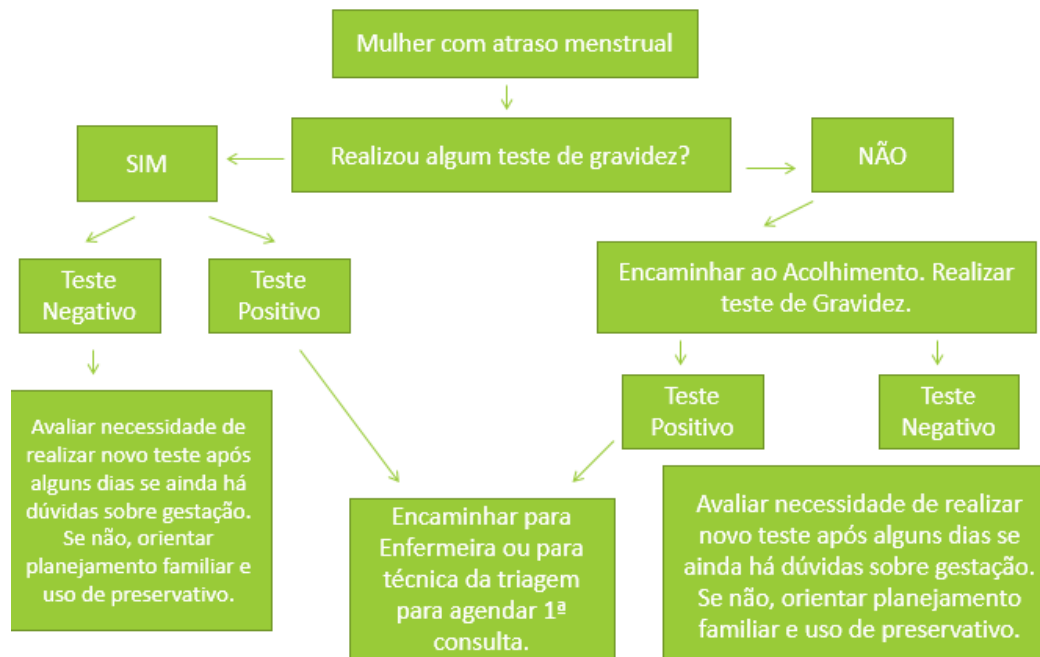 Mulher com atraso menstrual
Realizou algum teste de gravidez?
SIM
NÃO
Teste
Negativo
Teste
Positivo
Encaminhar ao Acolhimento. Realizar
teste de Gravidez.
Teste
Positivo
Teste
Negativo
Avaliar necessidade de
realizar novo teste após
alguns dias se ainda há
dúvidas sobre gestação.
Se não, orientar
planejamento familiar e
uso de preservativo.
Encaminhar para
Enfermeira ou para
técnica da triagem
para agendar 1ª
consulta.
Avaliar necessidade de realizar
novo teste após alguns dias se
ainda há dúvidas sobre gestação.
Se não, orientar planejamento
familiar e uso de preservativo.